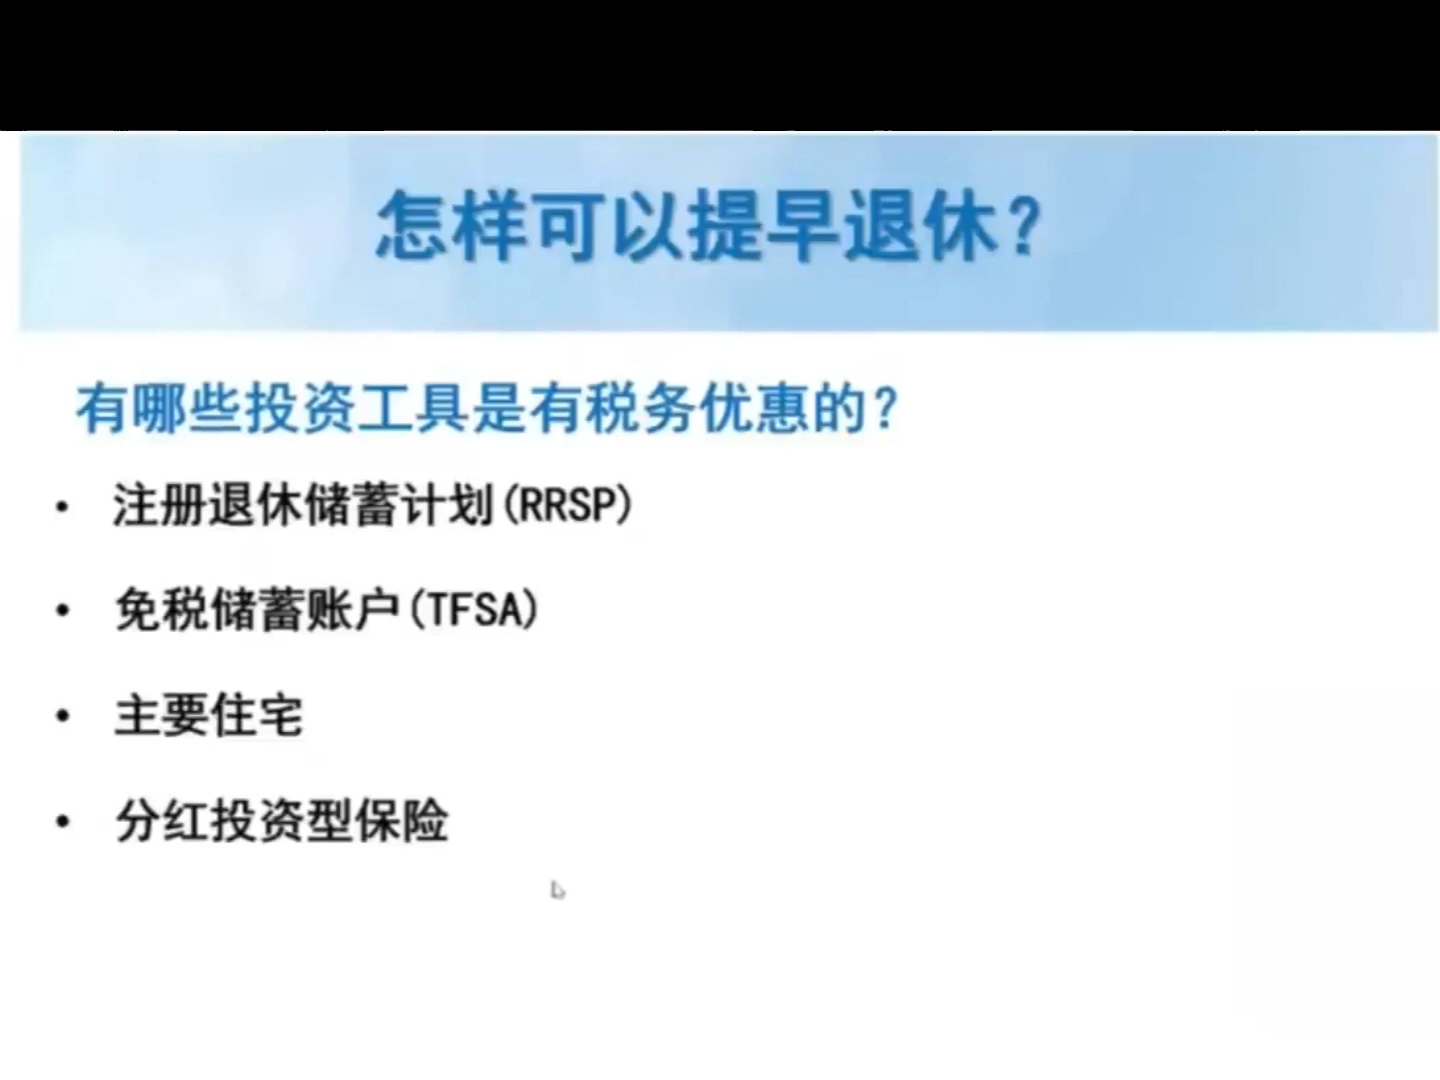 怎样可以提早退休?
有哪些投资工具是有税务优惠的?
• 注册退休储蓄计划(RRSP)
• 免税储蓄账户(TFSA)
• 主要住宅
• 分红投资型保险